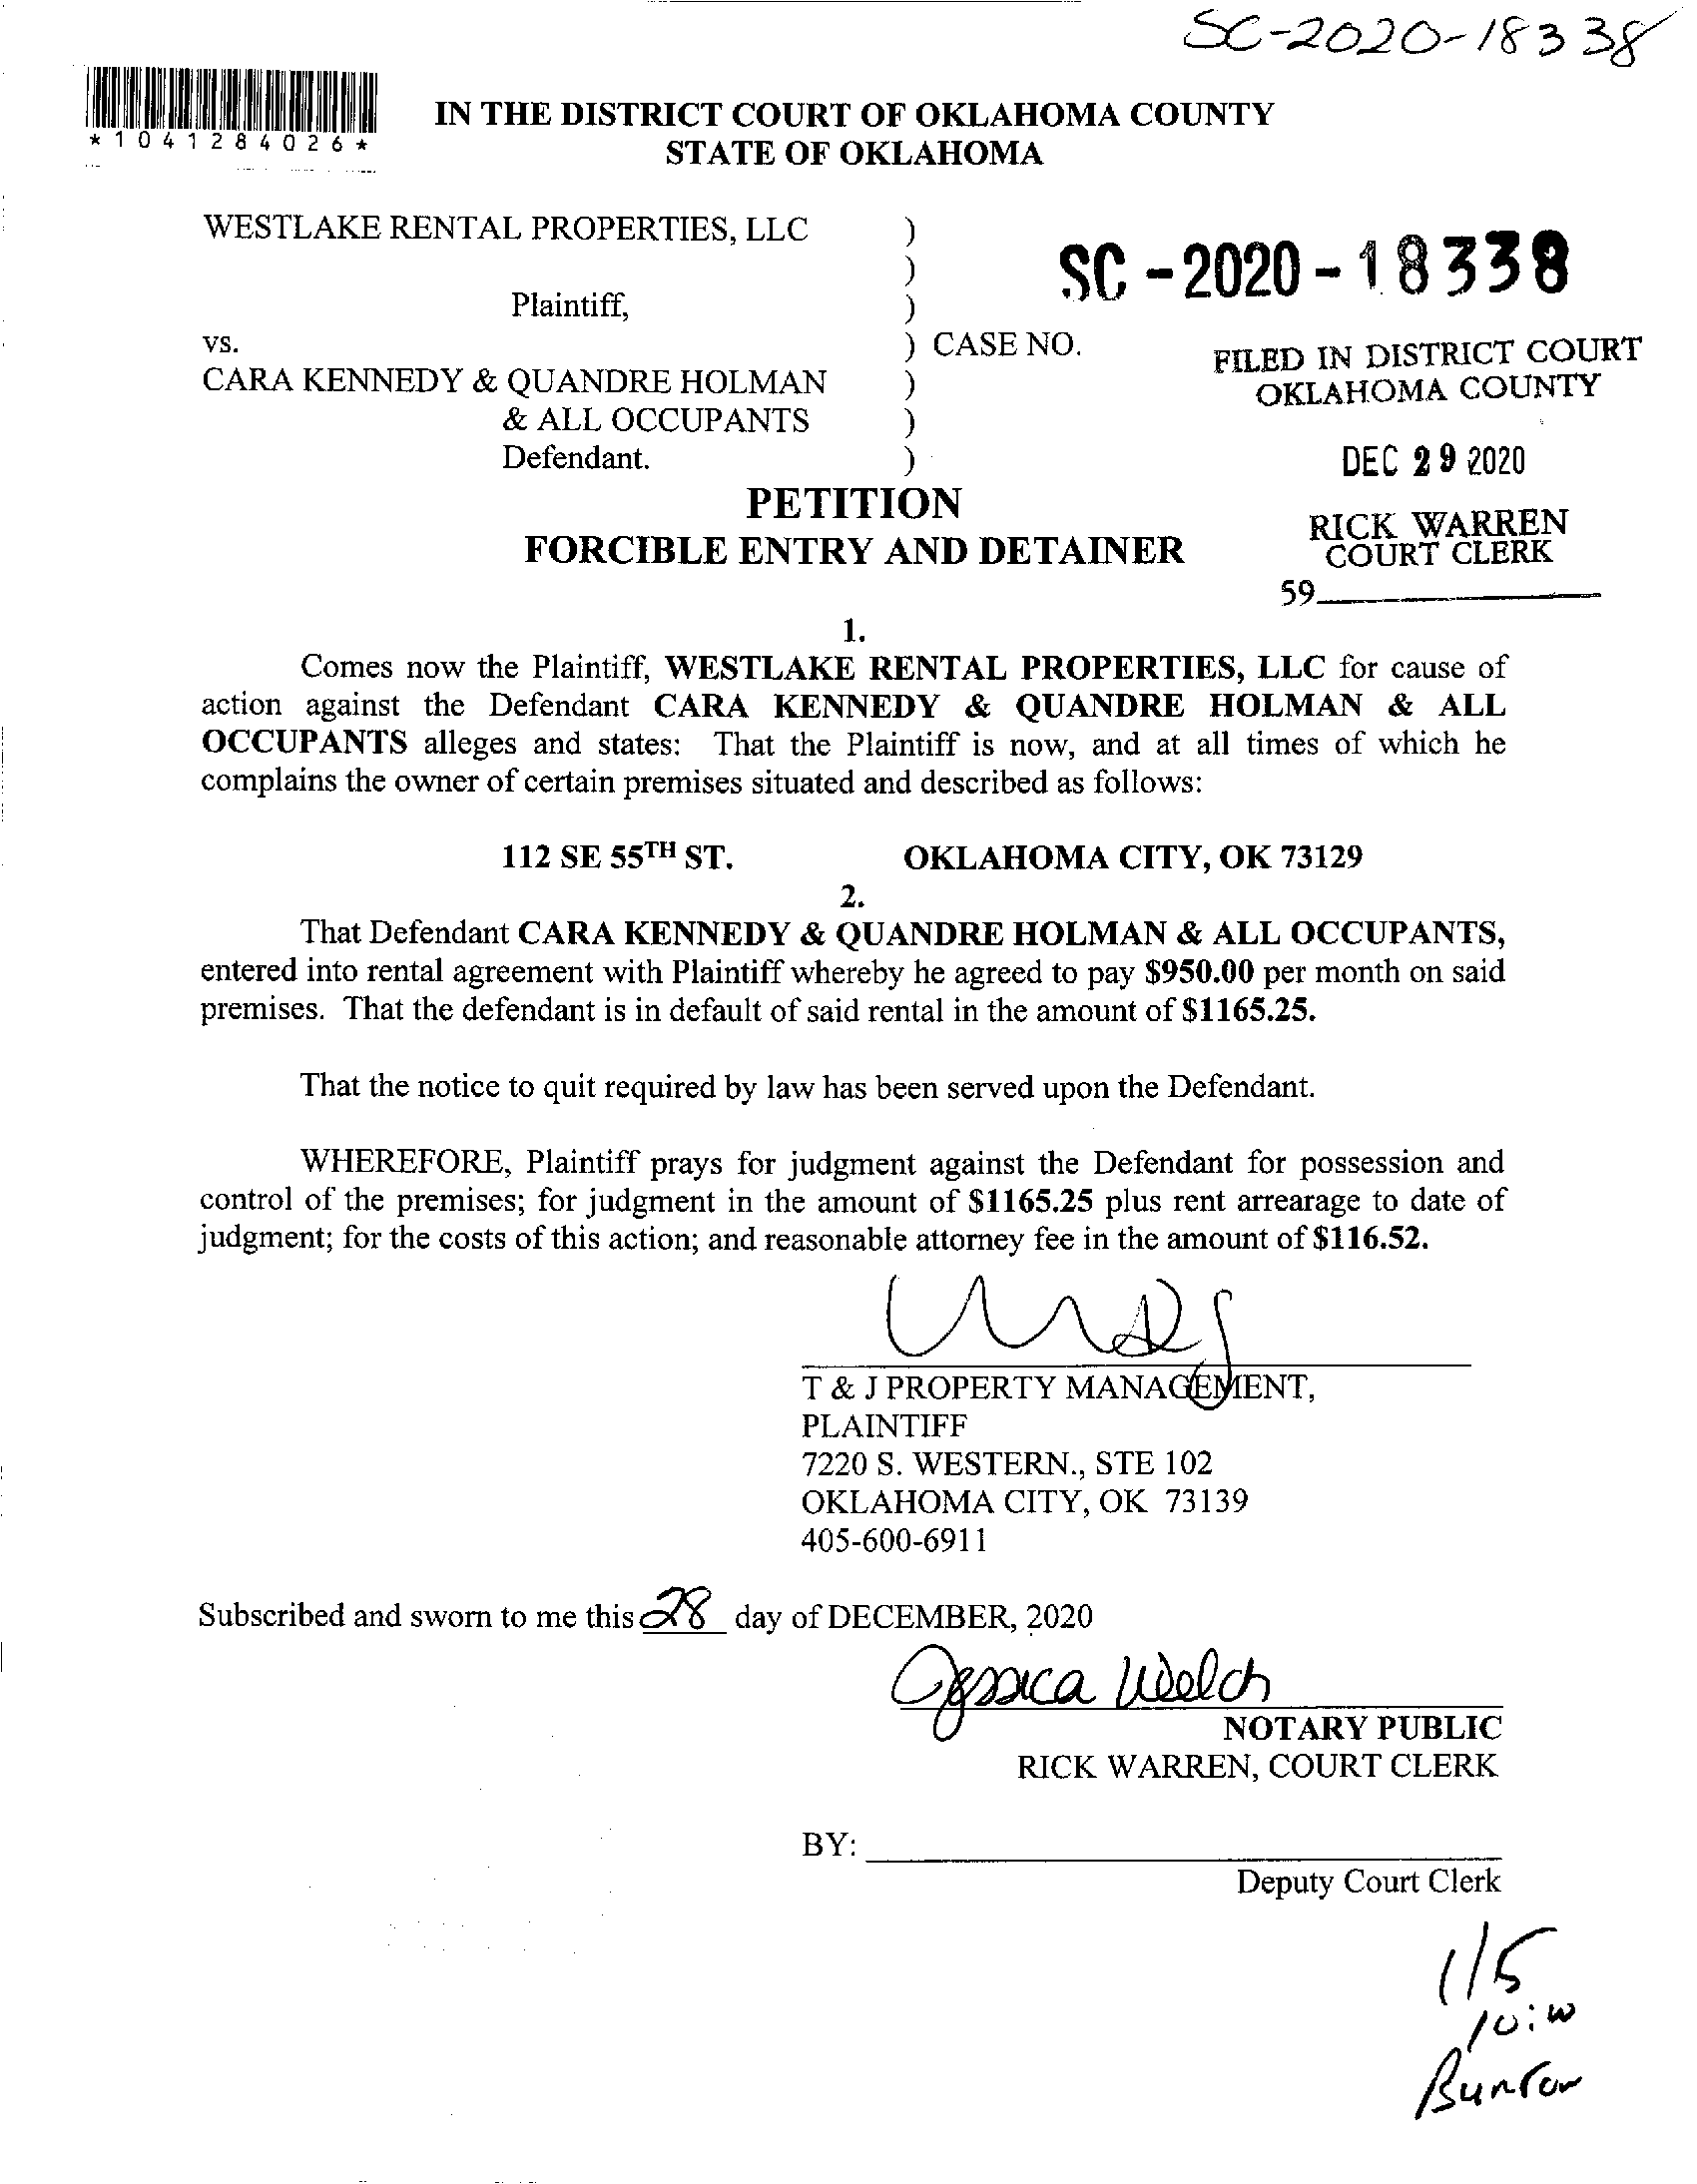 SC-2020-18338
*1041284026*
IN THE DISTRICT COURT OF OKLAHOMA COUNTY
STATE OF OKLAHOMA
WESTLAKE RENTAL PROPERTIES, LLC )
)
Plaintiff, )
vs. ) CASE NO.
SC-2020-18338
CARA KENNEDY & QUANDRE HOLMAN )
& ALL OCCUPANTS )
Defendant. )
FILED IN DISTRICT COURT
OKLAHOMA COUNTY
DEC 29 2020
RICK WARREN
COURT CLERK
59
PETITION
FORCIBLE ENTRY AND DETAINER
1.
Comes now the Plaintiff, WESTLAKE RENTAL PROPERTIES, LLC for cause of
action against the Defendant CARA KENNEDY & QUANDRE HOLMAN & ALL
OCCUPANTS alleges and states: That the Plaintiff is now, and at all times of which he
complains the owner of certain premises situated and described as follows:
112 SE 55TH ST. OKLAHOMA CITY, OK 73129
2.
That Defendant CARA KENNEDY & QUANDRE HOLMAN & ALL OCCUPANTS,
entered into rental agreement with Plaintiff whereby he agreed to pay $950.00 per month on said
premises. That the defendant is in default of said rental in the amount of $1165.25.
That the notice to quit required by law has been served upon the Defendant.
WHEREFORE, Plaintiff prays for judgment against the Defendant for possession and
control of the premises; for judgment in the amount of $1165.25 plus rent arrearage to date of
judgment; for the costs of this action; and reasonable attorney fee in the amount of $116.52.
T & J PROPERTY MANAGEMENT,
PLAINTIFF
7220 S. WESTERN., STE 102
OKLAHOMA CITY, OK 73139
405-600-6911
Subscribed and sworn to me this 28 day of DECEMBER, 2020
Jessica Welch
NOTARY PUBLIC
RICK WARREN, COURT CLERK
BY:
Deputy Court Clerk
1/5